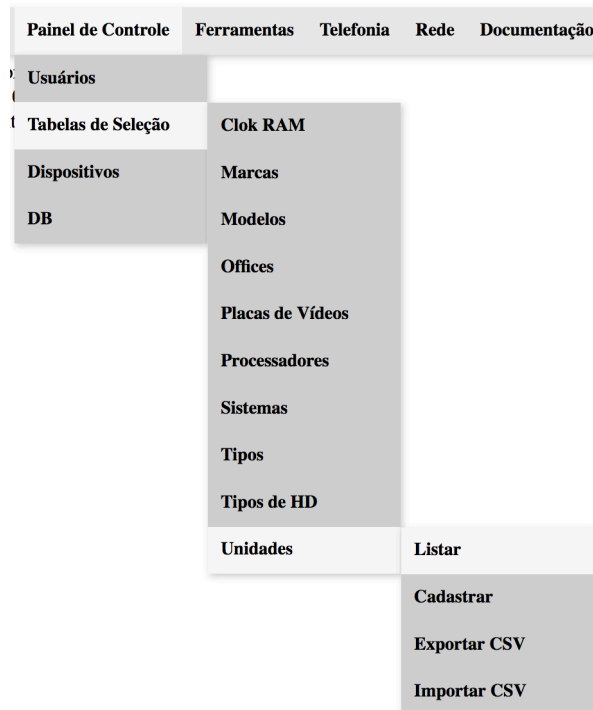 Painel de Controle Ferramentas Telefonia Rede Documentação
Usuários
Tabelas de Seleção
Dispositivos
DB
Clok RAM
Marcas
Modelos
Offices
Placas de Vídeos
Processadores
Sistemas
Tipos
Tipos de HD
Unidades
Listar
Cadastrar
Exportar CSV
Importar CSV